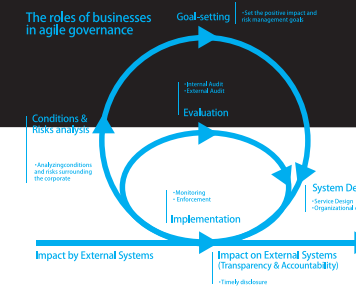 The roles of businesses
in agile governance
Goal-setting
•Set the positive impact and
risk management goals
•Internal Audit
•External Audit
Evaluation
Conditions &
Risks analysis
•Analyzingconditions
and risks surrounding
the corporate
•Monitoring
• Enforcement
Implementation
System De
•Service Design
•Organizational
Impact by External Systems
Impact on External Systems
(Transparency & Accountability)
•Timely disclosure